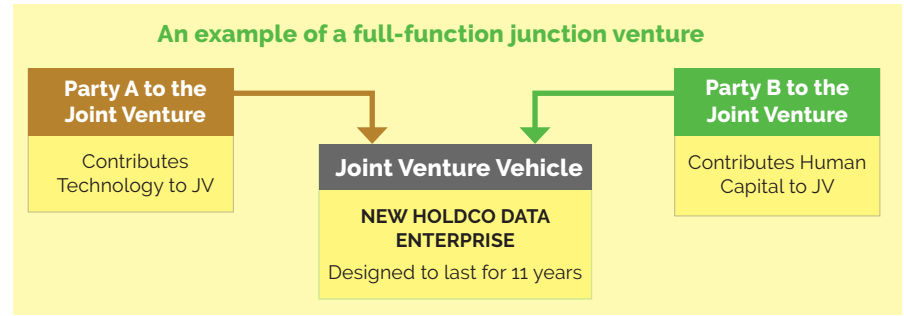 An example of a full-function junction venture
Party A to the
Joint Venture
Contributes
Technology to JV
Party B to the
Joint Venture
Contributes Human
Capital to JV
Joint Venture Vehicle
NEW HOLDCO DATA
ENTERPRISE
Designed to last for 11 years